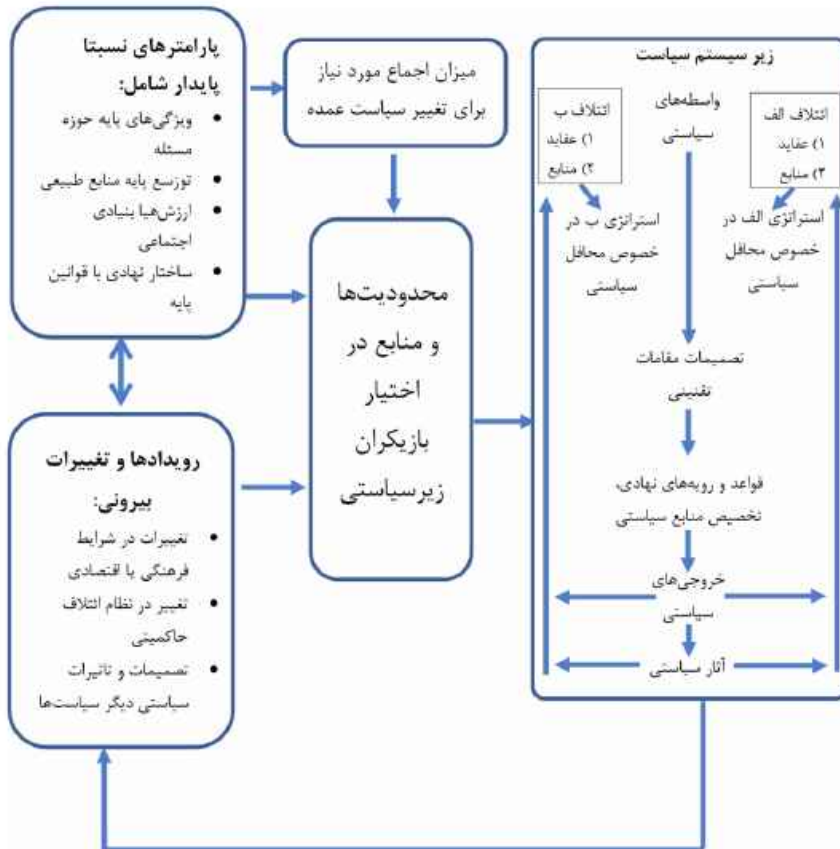 پارامترهای نسبتا
پایدار شامل:
ویژگی‌های پایه حوزه
مسئله
توزسع پایه منابع طبیعی
ارزش‌هیا بنیادی
اجتماعی
ساختار نهادی یا قوانین
پایه
میزان اجماع مورد نیاز
برای تغییر سیاست عمده
رویدادها و تغییرات
بیرونی:
تغییرات در شرایط
فرهنگی یا اقتصادی
تغییر در نظام ائتلاف
حاکمیتی
تصمیمات و تاثیرات
سیاستی دیگر سیاست‌ها
محدودیت‌ها
و منابع در
اختیار
بازیکران
زیرسیاستی
زیر سیستم سیاست
ائتلاف الف
۱) عقاید
۲) منابع
واسطه‌های
سیاستی
ائتلاف ب
۱) عقاید
۲) منابع
استراتژی الف در
خصوص محافل
سیاستی
استراتژی ب در
خصوص محافل
سیاستی
تصمیمات مقامات
تقنینی
قواعد و رویه‌های نهادی،
تخصیص منابع سیاستی
خروجی‌های
سیاستی
آثار سیاستی